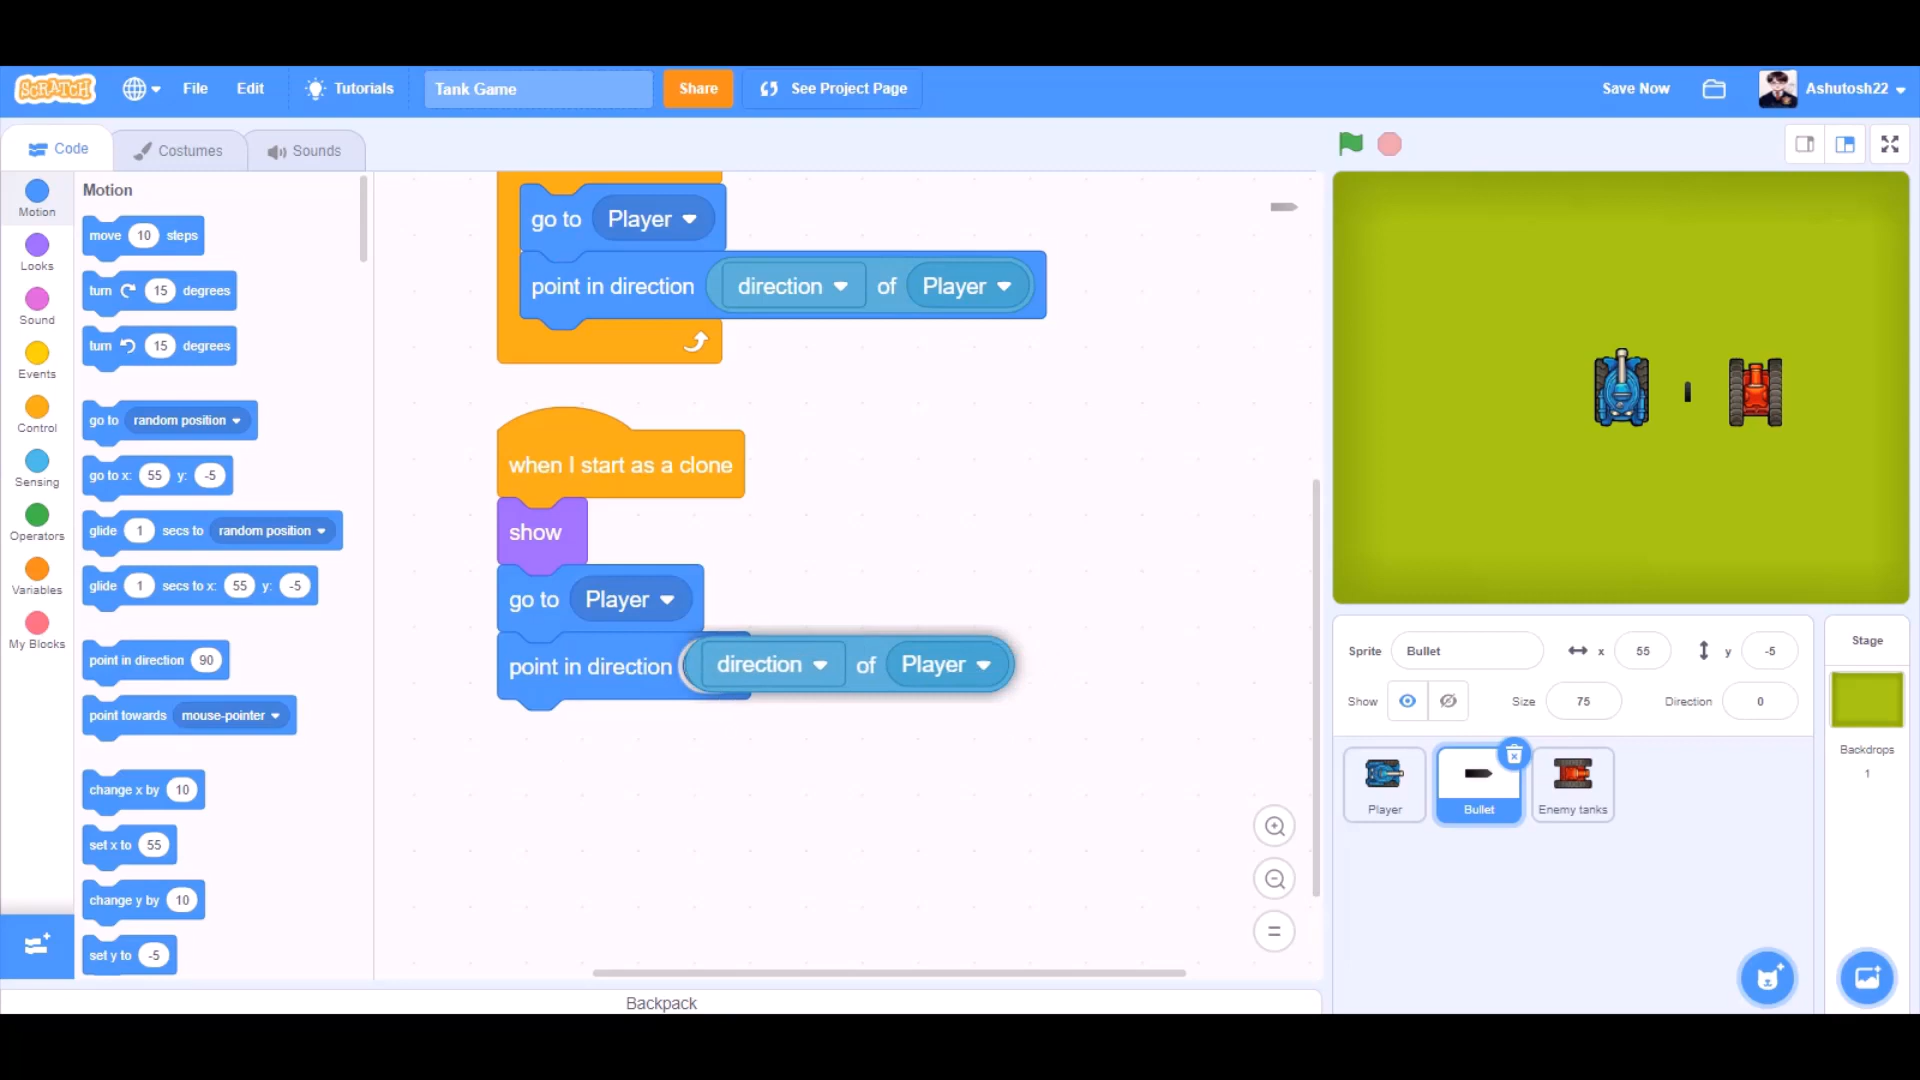 SCRATCH File Edit Tutorials Tank Game Share See Project Page Save Now Ashutosh22
Code Costumes Sounds
Motion
Looks
Sound
Events
Control
Sensing
Operators
Variables
My Blocks
Motion
move 10 steps
turn 15 degrees
turn 15 degrees
go to random position
go to x: 55 y: -5
glide 1 secs to random position
glide 1 secs to x: 55 y: -5
point in direction 90
point towards mouse-pointer
change x by 10
set x to 55
change y by 10
set y to -5
go to Player
point in direction direction of Player
when I start as a clone
show
go to Player
point in direction direction of Player
Backpack
Sprite Bullet x 55 y -5
Show Size 75 Direction 0
Player
Bullet
Enemy tanks
Stage
Backdrops
1